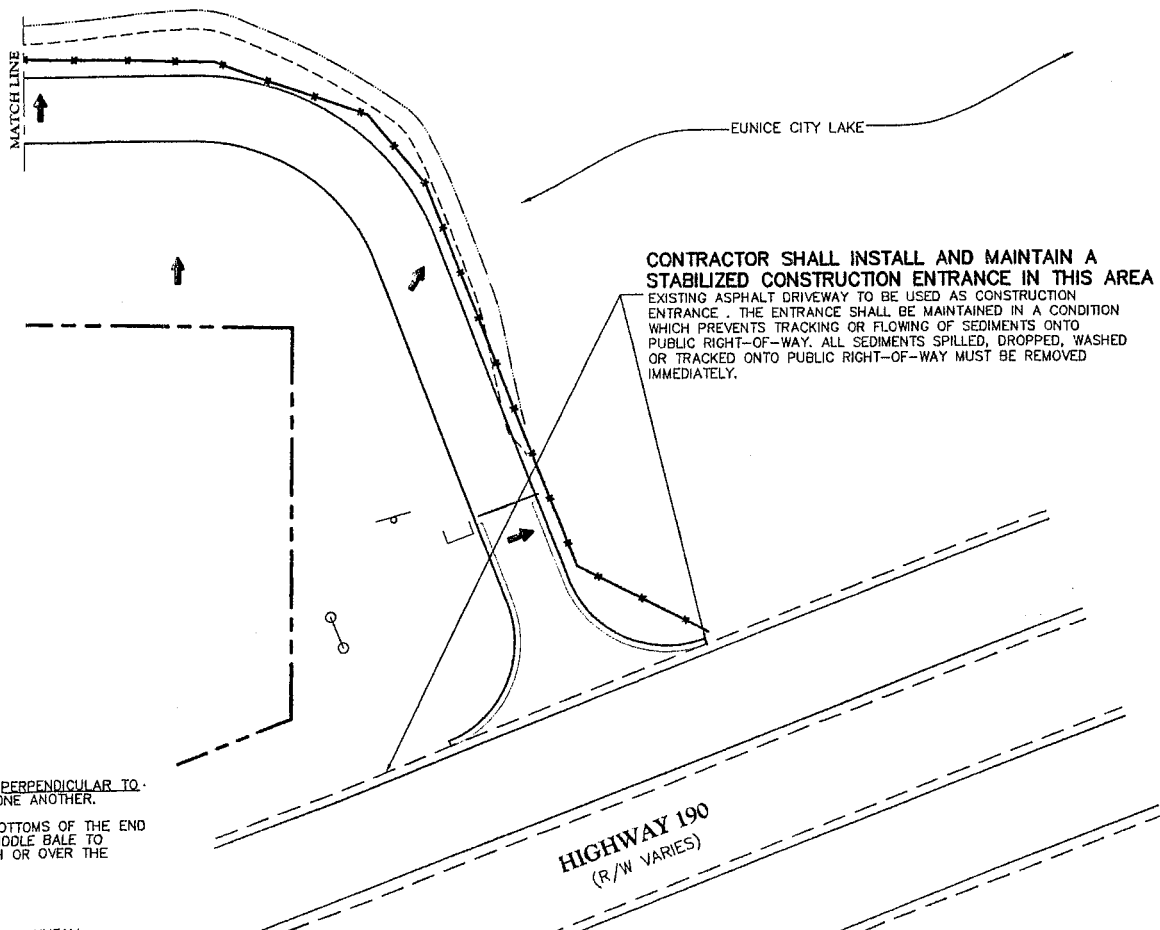 MATCH LINE
EUNICE CITY LAKE
CONTRACTOR SHALL INSTALL AND MAINTAIN A
STABILIZED CONSTRUCTION ENTRANCE IN THIS AREA
EXISTING ASPHALT DRIVEWAY TO BE USED AS CONSTRUCTION
ENTRANCE . THE ENTRANCE SHALL BE MAINTAINED IN A CONDITION
WHICH PREVENTS TRACKING OR FLOWING OF SEDIMENTS ONTO
PUBLIC RIGHT-OF-WAY. ALL SEDIMENTS SPILLED, DROPPED, WASHED
OR TRACKED ONTO PUBLIC RIGHT-OF-WAY MUST BE REMOVED
IMMEDIATELY.
PERPENDICULAR TO
ONE ANOTHER.
OTTOMS OF THE END
DDLE BALE TO
H OR OVER THE
HIGHWAY 190
(R/W VARIES)